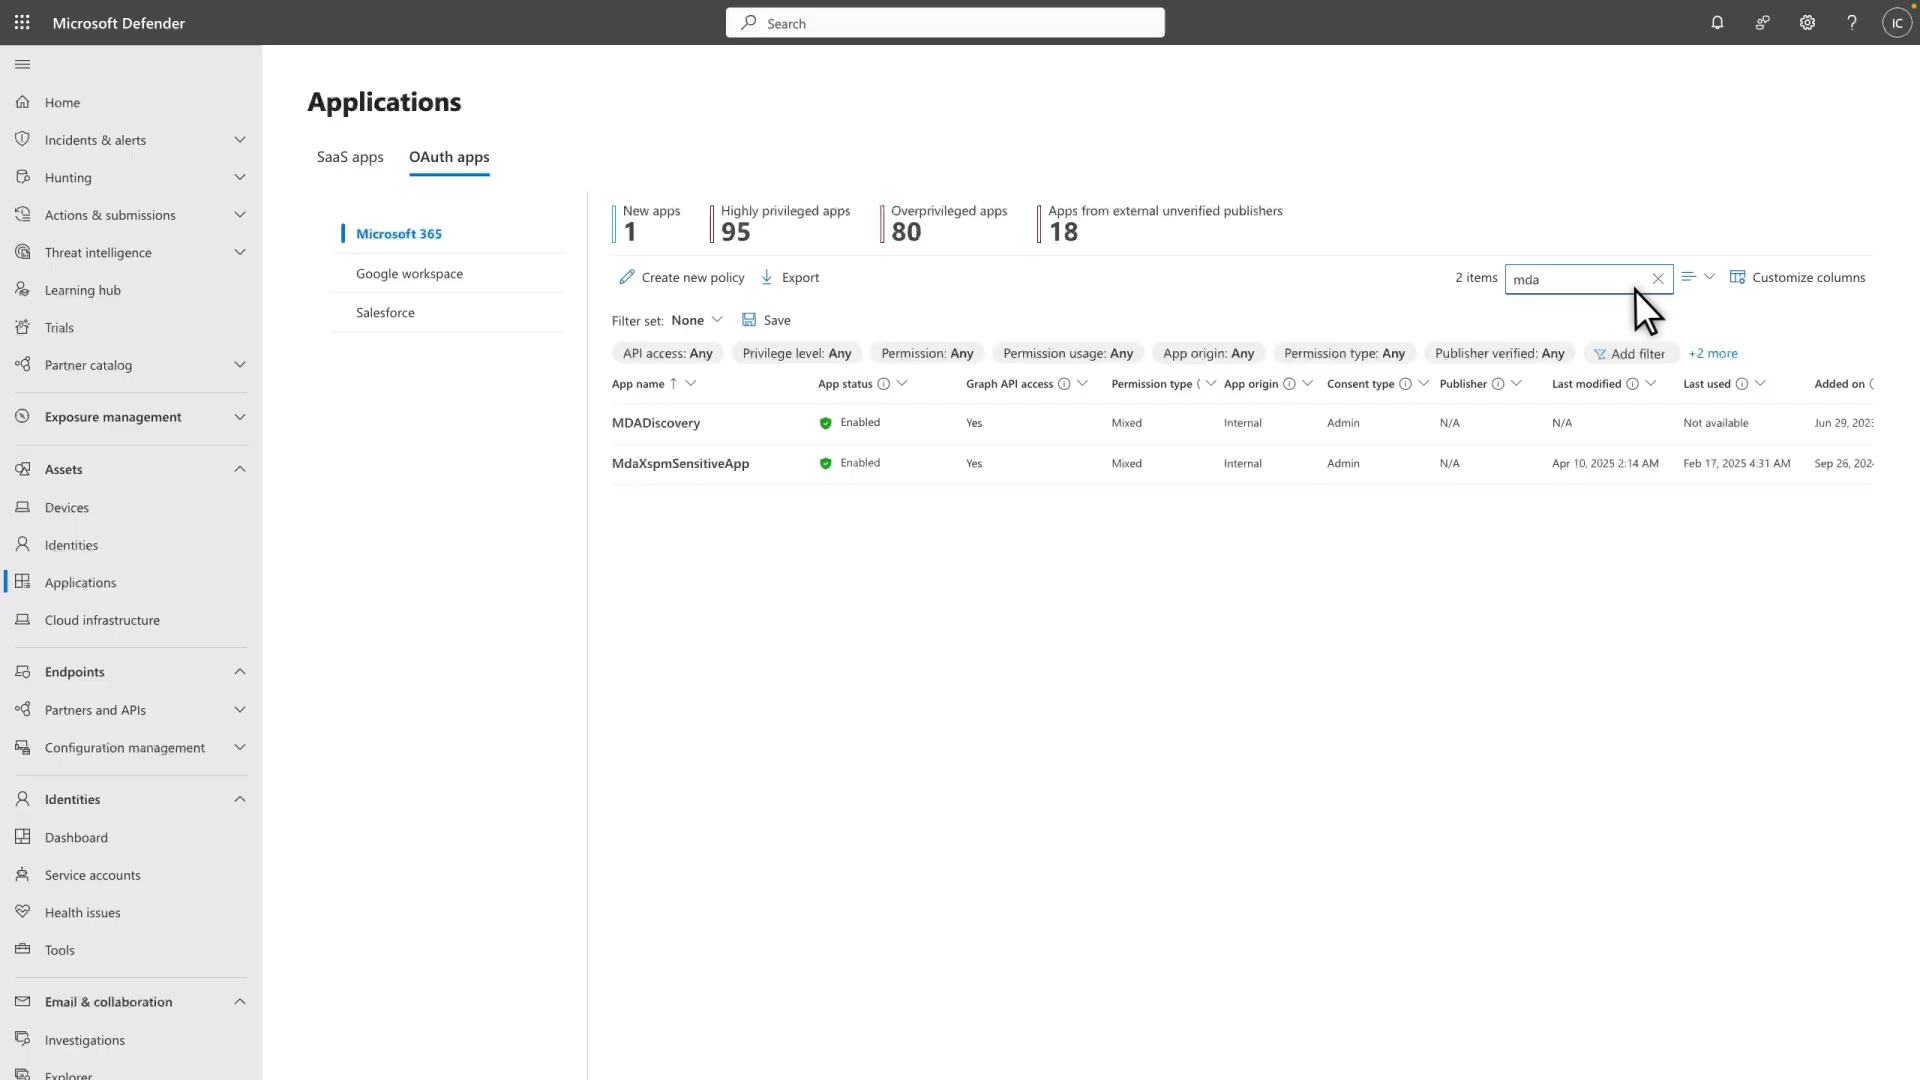 Microsoft Defender
Search
IC
Home
Incidents & alerts
Hunting
Actions & submissions
Threat intelligence
Learning hub
Trials
Partner catalog
Exposure management
Assets
Devices
Identities
Applications
Cloud infrastructure
Endpoints
Partners and APIs
Configuration management
Identities
Dashboard
Service accounts
Health issues
Tools
Email & collaboration
Investigations
Explorer
Applications
SaaS apps OAuth apps
Microsoft 365
Google workspace
Salesforce
New apps Highly privileged apps Overprivileged apps Apps from external unverified publishers
1 95 80 18
Create new policy Export 2 items mda Customize columns
Filter set: None Save
API access: Any Privilege level: Any Permission: Any Permission usage: Any App origin: Any Permission type: Any Publisher verified: Any Add filter +2 more
App name App status Graph API access Permission type App origin Consent type Publisher Last modified Last used Added on
MDADiscovery Enabled Yes Mixed Internal Admin N/A N/A Not available Jun 29, 2023
MdaXspmSensitiveApp Enabled Yes Mixed Internal Admin N/A Apr 10, 2025 2:14 AM Feb 17, 2025 4:31 AM Sep 26, 2024